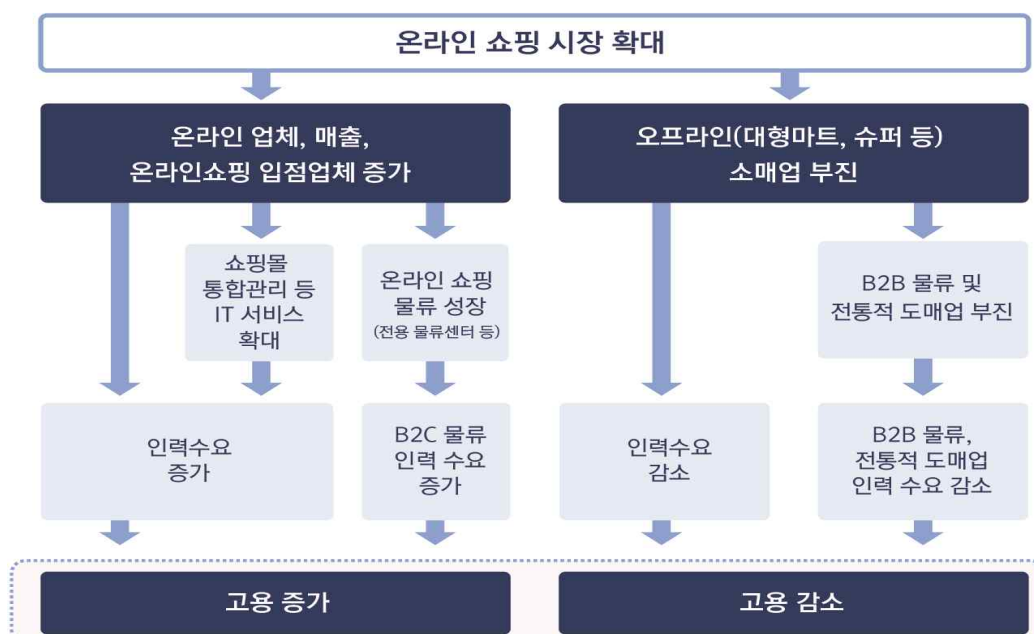 온라인 쇼핑 시장 확대
온라인 업체, 매출,
온라인쇼핑 입점업체 증가
오프라인(대형마트, 슈퍼 등)
소매업 부진
쇼핑몰
통합관리 등
IT 서비스
확대
온라인 쇼핑
물류 성장
(전용 물류센터 등)
B2B 물류 및
전통적 도매업 부진
인력수요
증가
B2C 물류
인력 수요
증가
인력수요
감소
B2B 물류,
전통적 도매업
인력 수요 감소
고용 증가
고용 감소